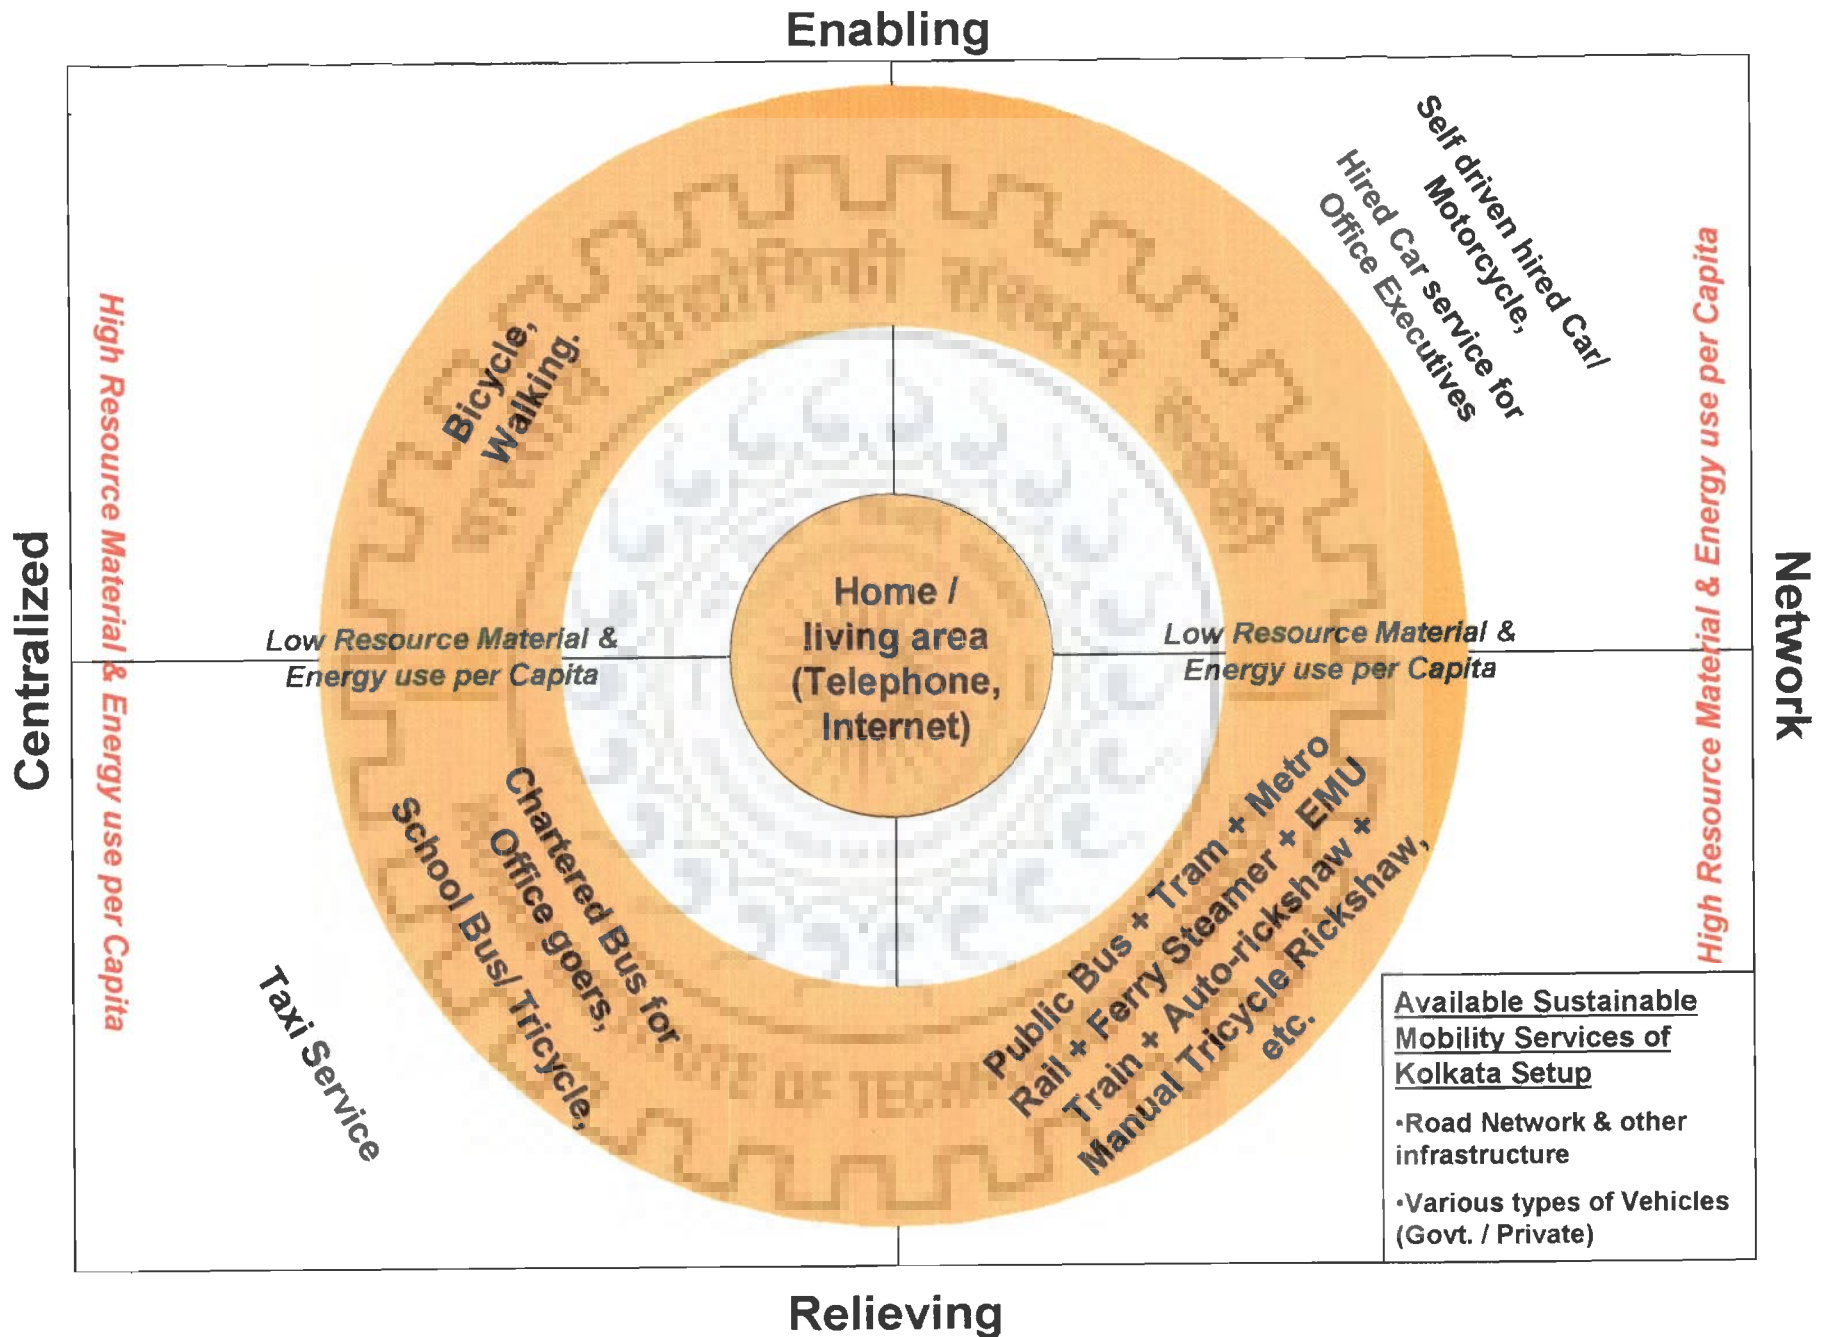 Enabling
Self driven hired Car/
Motorcycle,
Hired Car service for
Office Executives
Bicycle,
Walking.
High Resource Material & Energy use per Capita
High Resource Material & Energy use per Capita
Centralized
Network
Low Resource Material &
Energy use per Capita
Home /
living area
(Telephone,
Internet)
Low Resource Material &
Energy use per Capita
Chartered Bus for
Office goers,
School Bus/ Tricycle,
Taxi Service
Public Bus + Tram + Metro
Rail + Ferry Steamer + EMU
Train + Auto-rickshaw +
Manual Tricycle Rickshaw,
etc.
Available Sustainable
Mobility Services of
Kolkata Setup
•Road Network & other
infrastructure
•Various types of Vehicles
(Govt. / Private)
Relieving
प्रौद्योगिकी संस्थान
OF TECH